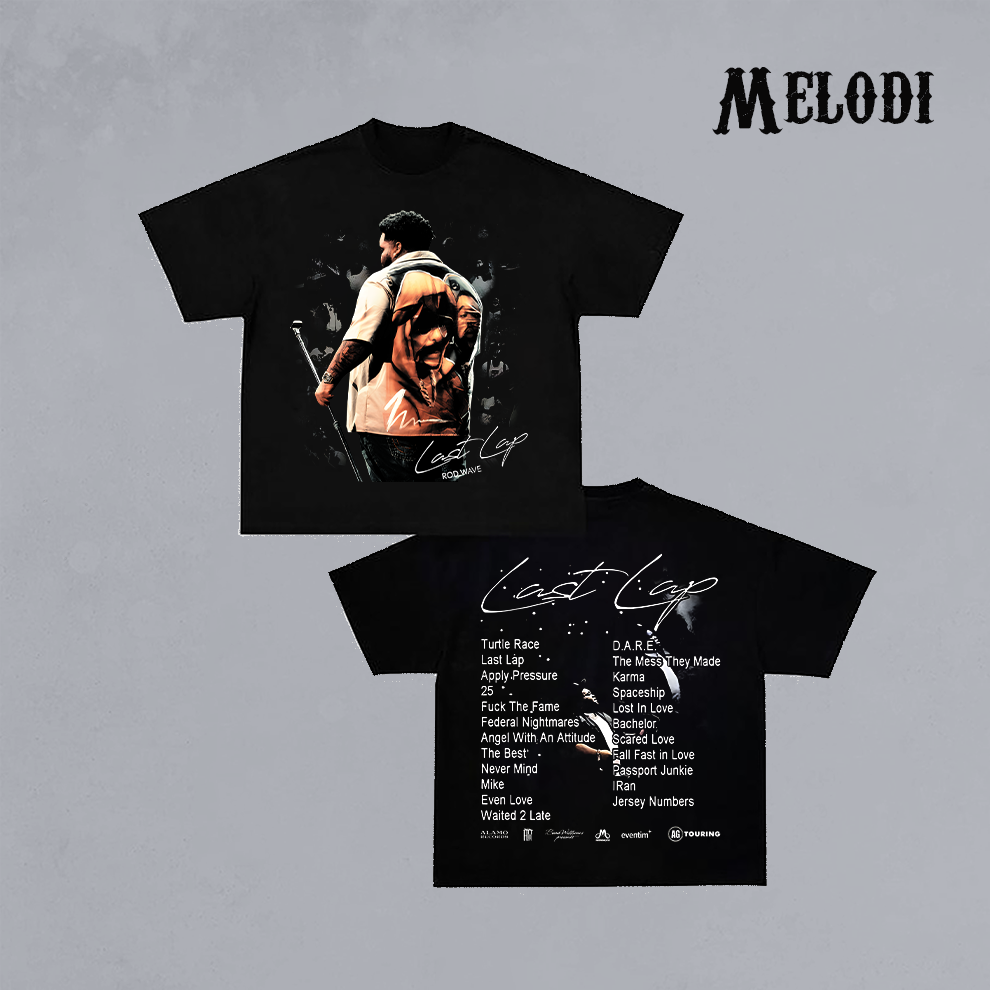 MELODI
Last Lap
ROD WAVE
Last Lap
Turtle Race
Last Lap
Apply Pressure
25
Fuck The Fame
Federal Nightmares
Angel With An Attitude
The Best
Never Mind
Mike
Even Love
Waited 2 Late
D.A.R.E.
The Mess They Made
Karma
Spaceship
Lost In Love
Bachelor
Scared Love
Fall Fast in Love
Passport Junkie
IRan
Jersey Numbers
ALAMO
RECORDS
presents
eventim+
AG TOURING